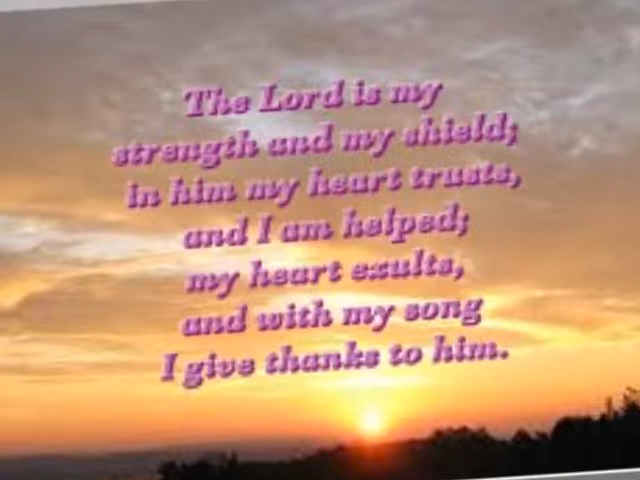 The Lord is my
strength and my shield;
in him my heart trusts,
and I am helped;
my heart exults,
and with my song
I give thanks to him.